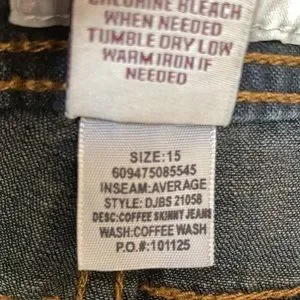 CHLORINE BLEACH
WHEN NEEDED
TUMBLE DRY LOW
WARM IRON IF
NEEDED
SIZE:15
609475085545
INSEAM:AVERAGE
STYLE: DJBS 21058
DESC:COFFEE SKINNY JEANS
WASH:COFFEE WASH
P.O.#:101125